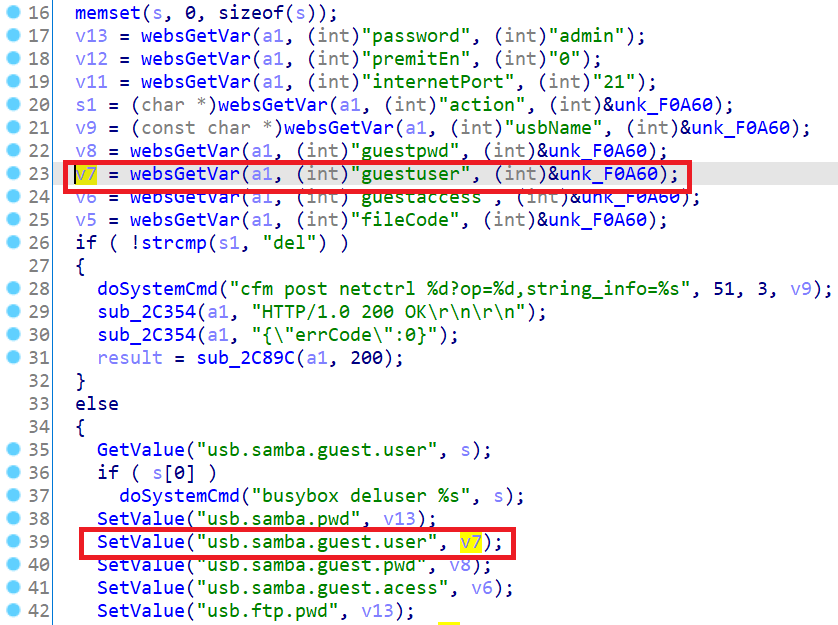 16 memset(s, 0, sizeof(s));
17 v13 = websGetVar(a1, (int)"password", (int)"admin");
18 v12 = websGetVar(a1, (int)"premitEn", (int)"0");
19 v11 = websGetVar(a1, (int)"internetPort", (int)"21");
20 s1 = (char *)websGetVar(a1, (int)"action", (int)&unk_F0A60);
21 v9 = (const char *)websGetVar(a1, (int)"usbName", (int)&unk_F0A60);
22 v8 = websGetVar(a1, (int)"guestpwd", (int)&unk_F0A60);
23 v7 = websGetVar(a1, (int)"guestuser", (int)&unk_F0A60);
24 v6 = websGetVar(a1, (int)"guestaccess", (int)&unk_F0A60);
25 v5 = websGetVar(a1, (int)"fileCode", (int)&unk_F0A60);
26 if ( !strcmp(s1, "del") )
27 {
28 doSystemCmd("cfm post netctrl %d?op=%d,string_info=%s", 51, 3, v9);
29 sub_2C354(a1, "HTTP/1.0 200 OK\r\n\r\n");
30 sub_2C354(a1, "{\"errCode\":0}");
31 result = sub_2C89C(a1, 200);
32 }
33 else
34 {
35 GetValue("usb.samba.guest.user", s);
36 if ( s[0] )
37 doSystemCmd("busybox deluser %s", s);
38 SetValue("usb.samba.pwd", v13);
39 SetValue("usb.samba.guest.user", v7);
40 SetValue("usb.samba.guest.pwd", v8);
41 SetValue("usb.samba.guest.acess", v6);
42 SetValue("usb.ftp.pwd", v13);